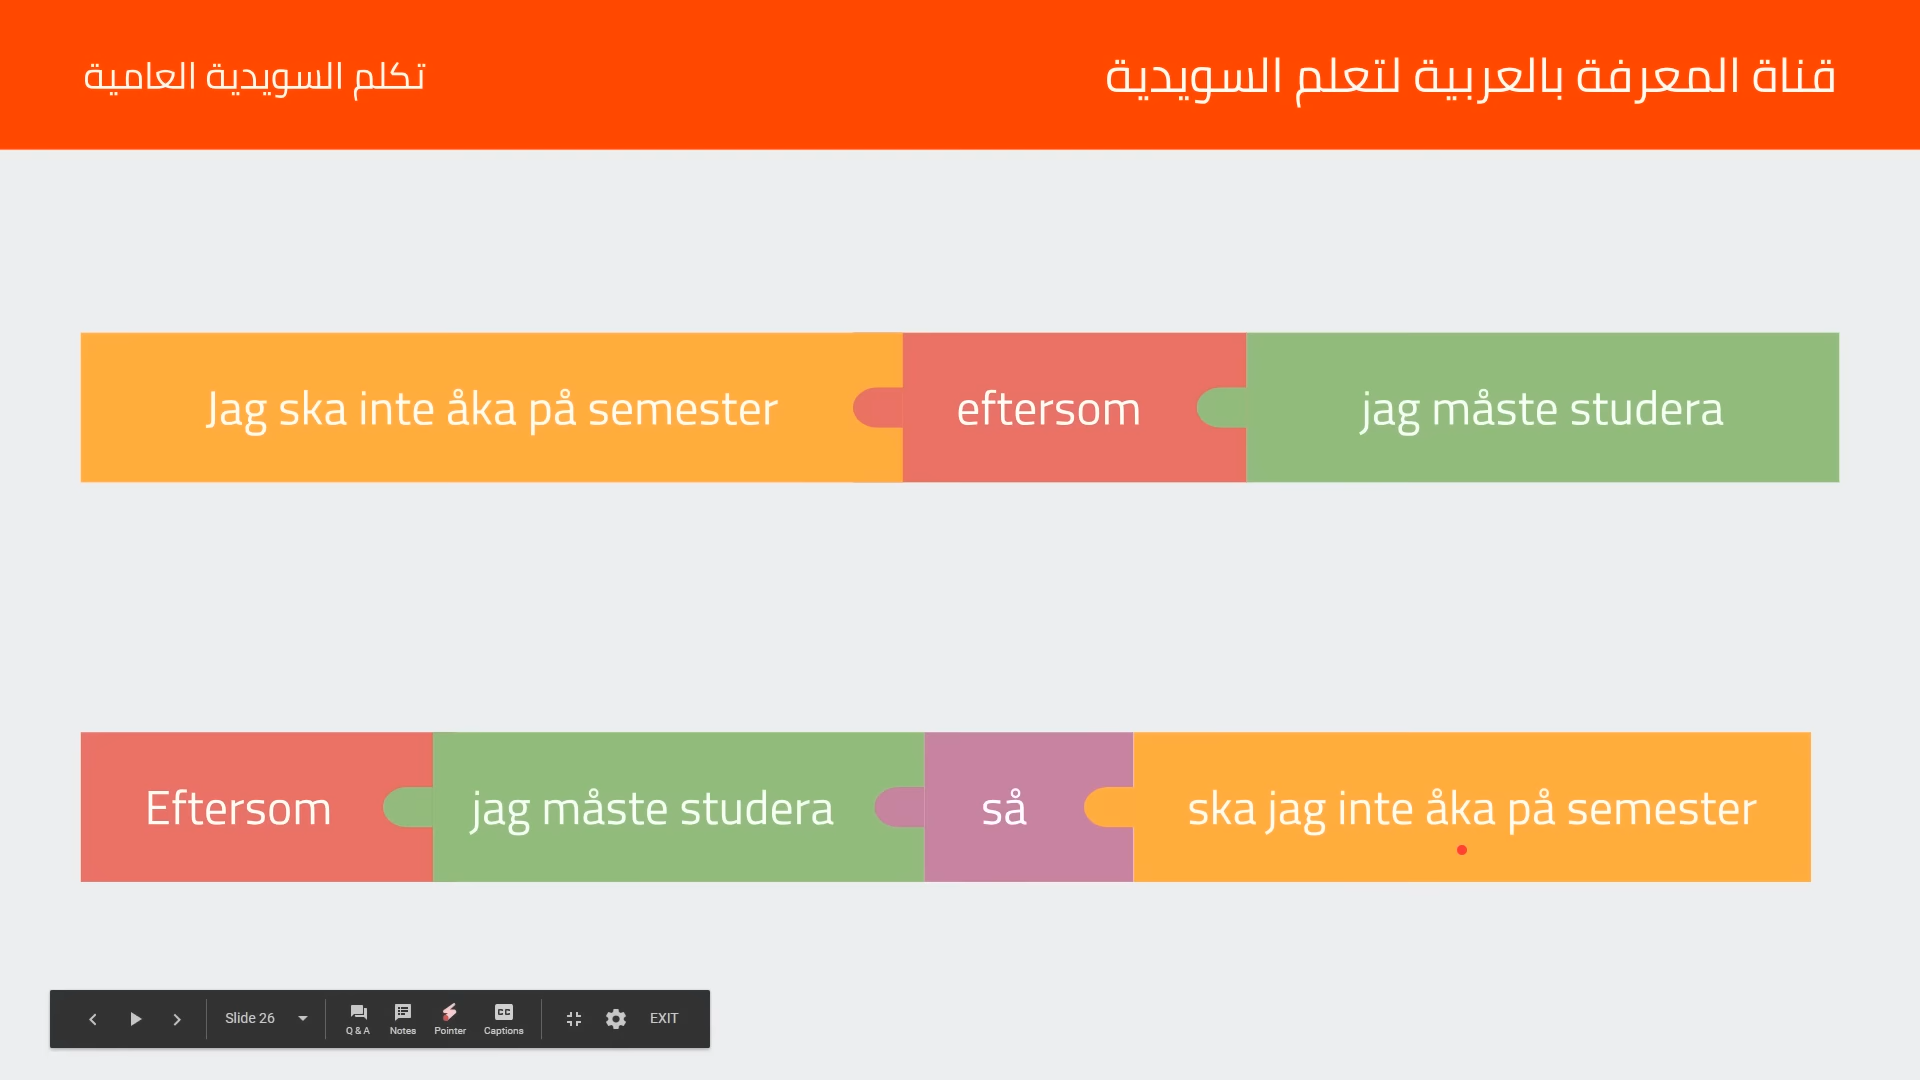 قناة المعرفة بالعربية لتعلم السويدية
تكلم السويدية العامية
Jag ska inte åka på semester eftersom jag måste studera
Eftersom jag måste studera så ska jag inte åka på semester
Slide 26 Q & A Notes Pointer Captions EXIT